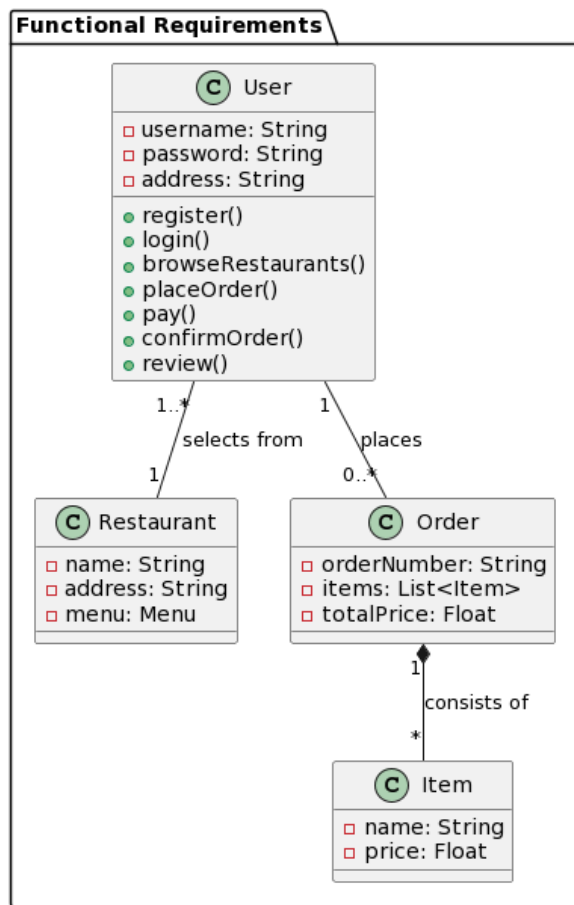 Functional Requirements
C User
username: String
password: String
address: String
register()
login()
browseRestaurants()
placeOrder()
pay()
confirmOrder()
review()
1..* 1
selects from places
1 0..*
C Restaurant C Order
name: String orderNumber: String
address: String items: List<Item>
menu: Menu totalPrice: Float
1
consists of
*
C Item
name: String
price: Float